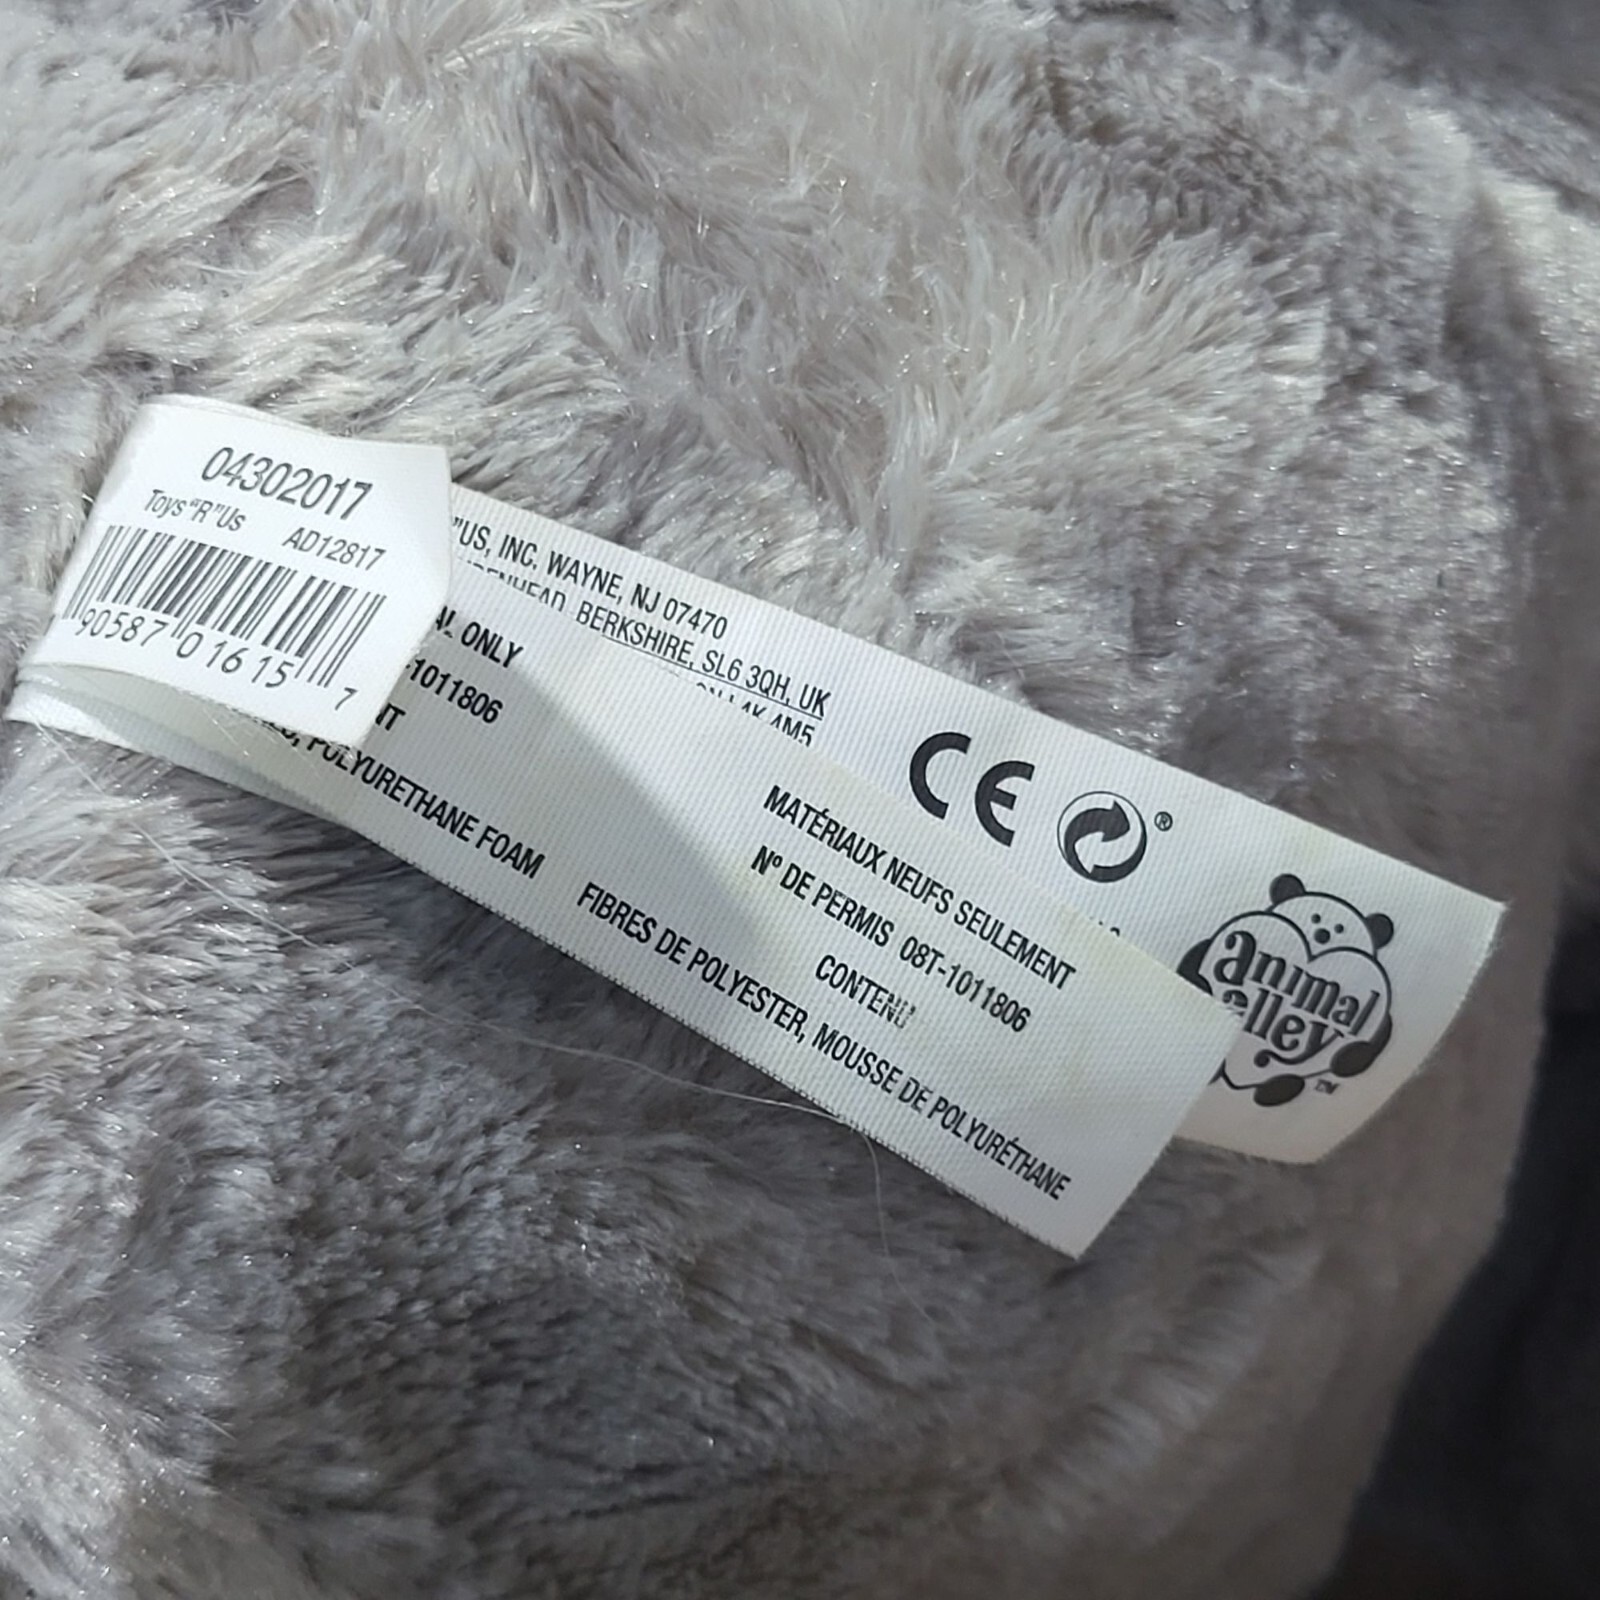 04302017
Toys "R" Us AD12817
90587 01615 7
"US, INC. WAYNE, NJ 07470
BERKSHIRE, SL6 3QH, UK
ONLY
-1011806
POLYURETHANE FOAM
CE
®
MATÉRIAUX NEUFS SEULEMENT
Nº DE PERMIS 08T-1011806
CONTENU
FIBRES DE POLYESTER, MOUSSE DE POLYURÉTHANE
animal
alley
™